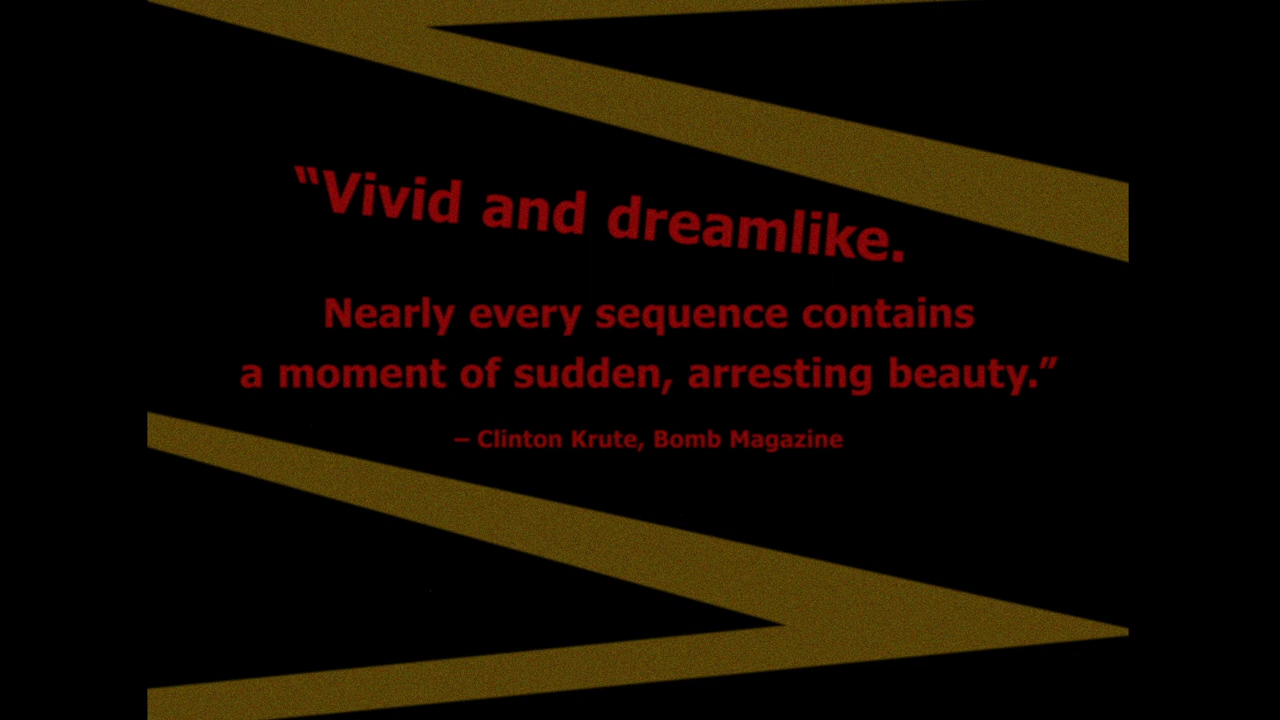 “Vivid and dreamlike.
Nearly every sequence contains
a moment of sudden, arresting beauty.”
– Clinton Krute, Bomb Magazine